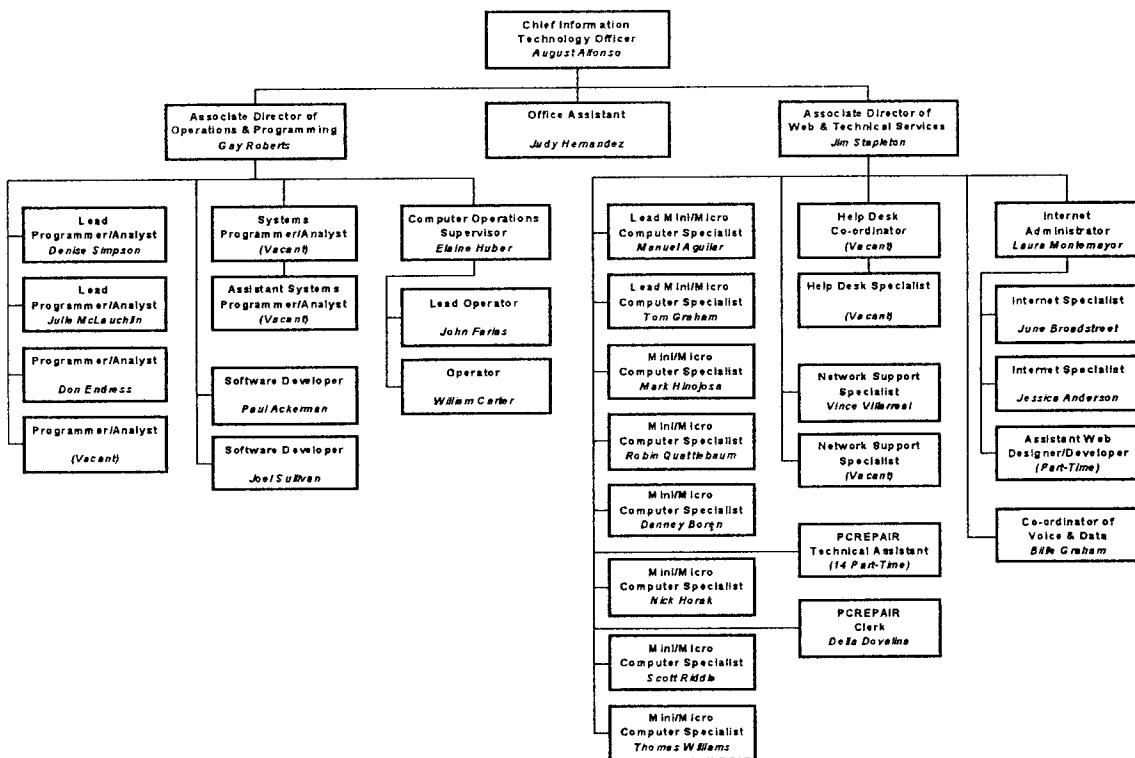 Chief Information
Technology Officer
August Alfonso
Associate Director of
Operations & Programming
Gay Roberts
Office Assistant
Judy Hernandez
Associate Director of
Web & Technical Services
Jim Stapleton
Lead
Programmer/Analyst
Denise Simpson
Lead
Programmer/Analyst
Julie McLauchlin
Programmer/Analyst
Don Endress
Programmer/Analyst
(Vacant)
Systems
Programmer/Analyst
(Vacant)
Assistant Systems
Programmer/Analyst
(Vacant)
Software Developer
Paul Ackerman
Software Developer
Joel Sullivan
Computer Operations
Supervisor
Elaine Huber
Lead Operator
John Farias
Operator
William Carter
Lead Mini/Micro
Computer Specialist
Manuel Aguilar
Lead Mini/Micro
Computer Specialist
Tom Graham
Mini/Micro
Computer Specialist
Mark Hinojosa
Mini/Micro
Computer Specialist
Robin Quattlebaum
Mini/Micro
Computer Specialist
Danney Boren
Mini/Micro
Computer Specialist
Nick Horak
Mini/Micro
Computer Specialist
Scott Riddle
Mini/Micro
Computer Specialist
Thomas Williams
Help Desk
Co-ordinator
(Vacant)
Help Desk Specialist
(Vacant)
Network Support
Specialist
Vince Villarreal
Network Support
Specialist
(Vacant)
PCREPAIR
Technical Assistant
(14 Part-Time)
PCREPAIR
Clerk
Delia Dovalina
Internet
Administrator
Laura Montemayor
Internet Specialist
June Broadstreet
Internet Specialist
Jessica Anderson
Assistant Web
Designer/Developer
(Part-Time)
Co-ordinator of
Voice & Data
Billie Graham